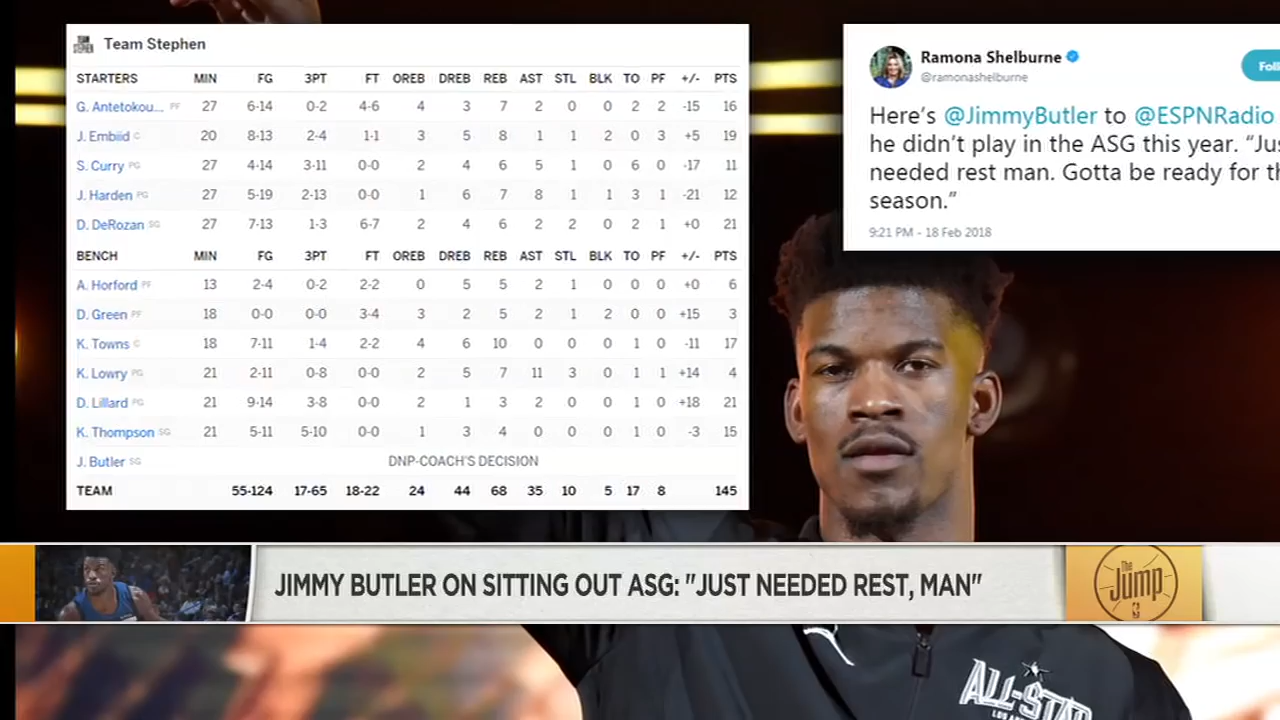 Team Stephen
STARTERS MIN FG 3PT FT OREB DREB REB AST STL BLK TO PF +/- PTS
G. Antetokou... PF 27 6-14 0-2 4-6 4 3 7 2 0 0 2 2 -15 16
J. Embiid C 20 8-13 2-4 1-1 3 5 8 1 1 2 0 3 +5 19
S. Curry PG 27 4-14 3-11 0-0 2 4 6 5 1 0 6 0 -17 11
J. Harden PG 27 5-19 2-13 0-0 1 6 7 8 1 1 3 1 -21 12
D. DeRozan SG 27 7-13 1-3 6-7 2 4 6 2 2 0 2 1 +0 21
BENCH MIN FG 3PT FT OREB DREB REB AST STL BLK TO PF +/- PTS
A. Horford PF 13 2-4 0-2 2-2 0 5 5 2 1 0 0 0 +0 6
D. Green PF 18 0-0 0-0 3-4 3 2 5 2 1 2 0 0 +15 3
K. Towns C 18 7-11 1-4 2-2 4 6 10 0 0 0 1 0 -11 17
K. Lowry PG 21 2-11 0-8 0-0 2 5 7 11 3 0 1 1 +14 4
D. Lillard PG 21 9-14 3-8 0-0 2 1 3 2 0 0 1 0 +18 21
K. Thompson SG 21 5-11 5-10 0-0 1 3 4 0 0 0 1 0 -3 15
J. Butler SG DNP-COACH'S DECISION
TEAM 55-124 17-65 18-22 24 44 68 35 10 5 17 8 145
Ramona Shelburne
@ramonashelburne
Foll
Here's @JimmyButler to @ESPNRadio
he didn't play in the ASG this year. "Jus
needed rest man. Gotta be ready for th
season."
9:21 PM - 18 Feb 2018
JIMMY BUTLER ON SITTING OUT ASG: "JUST NEEDED REST, MAN"
The
Jump
ALL-STAR